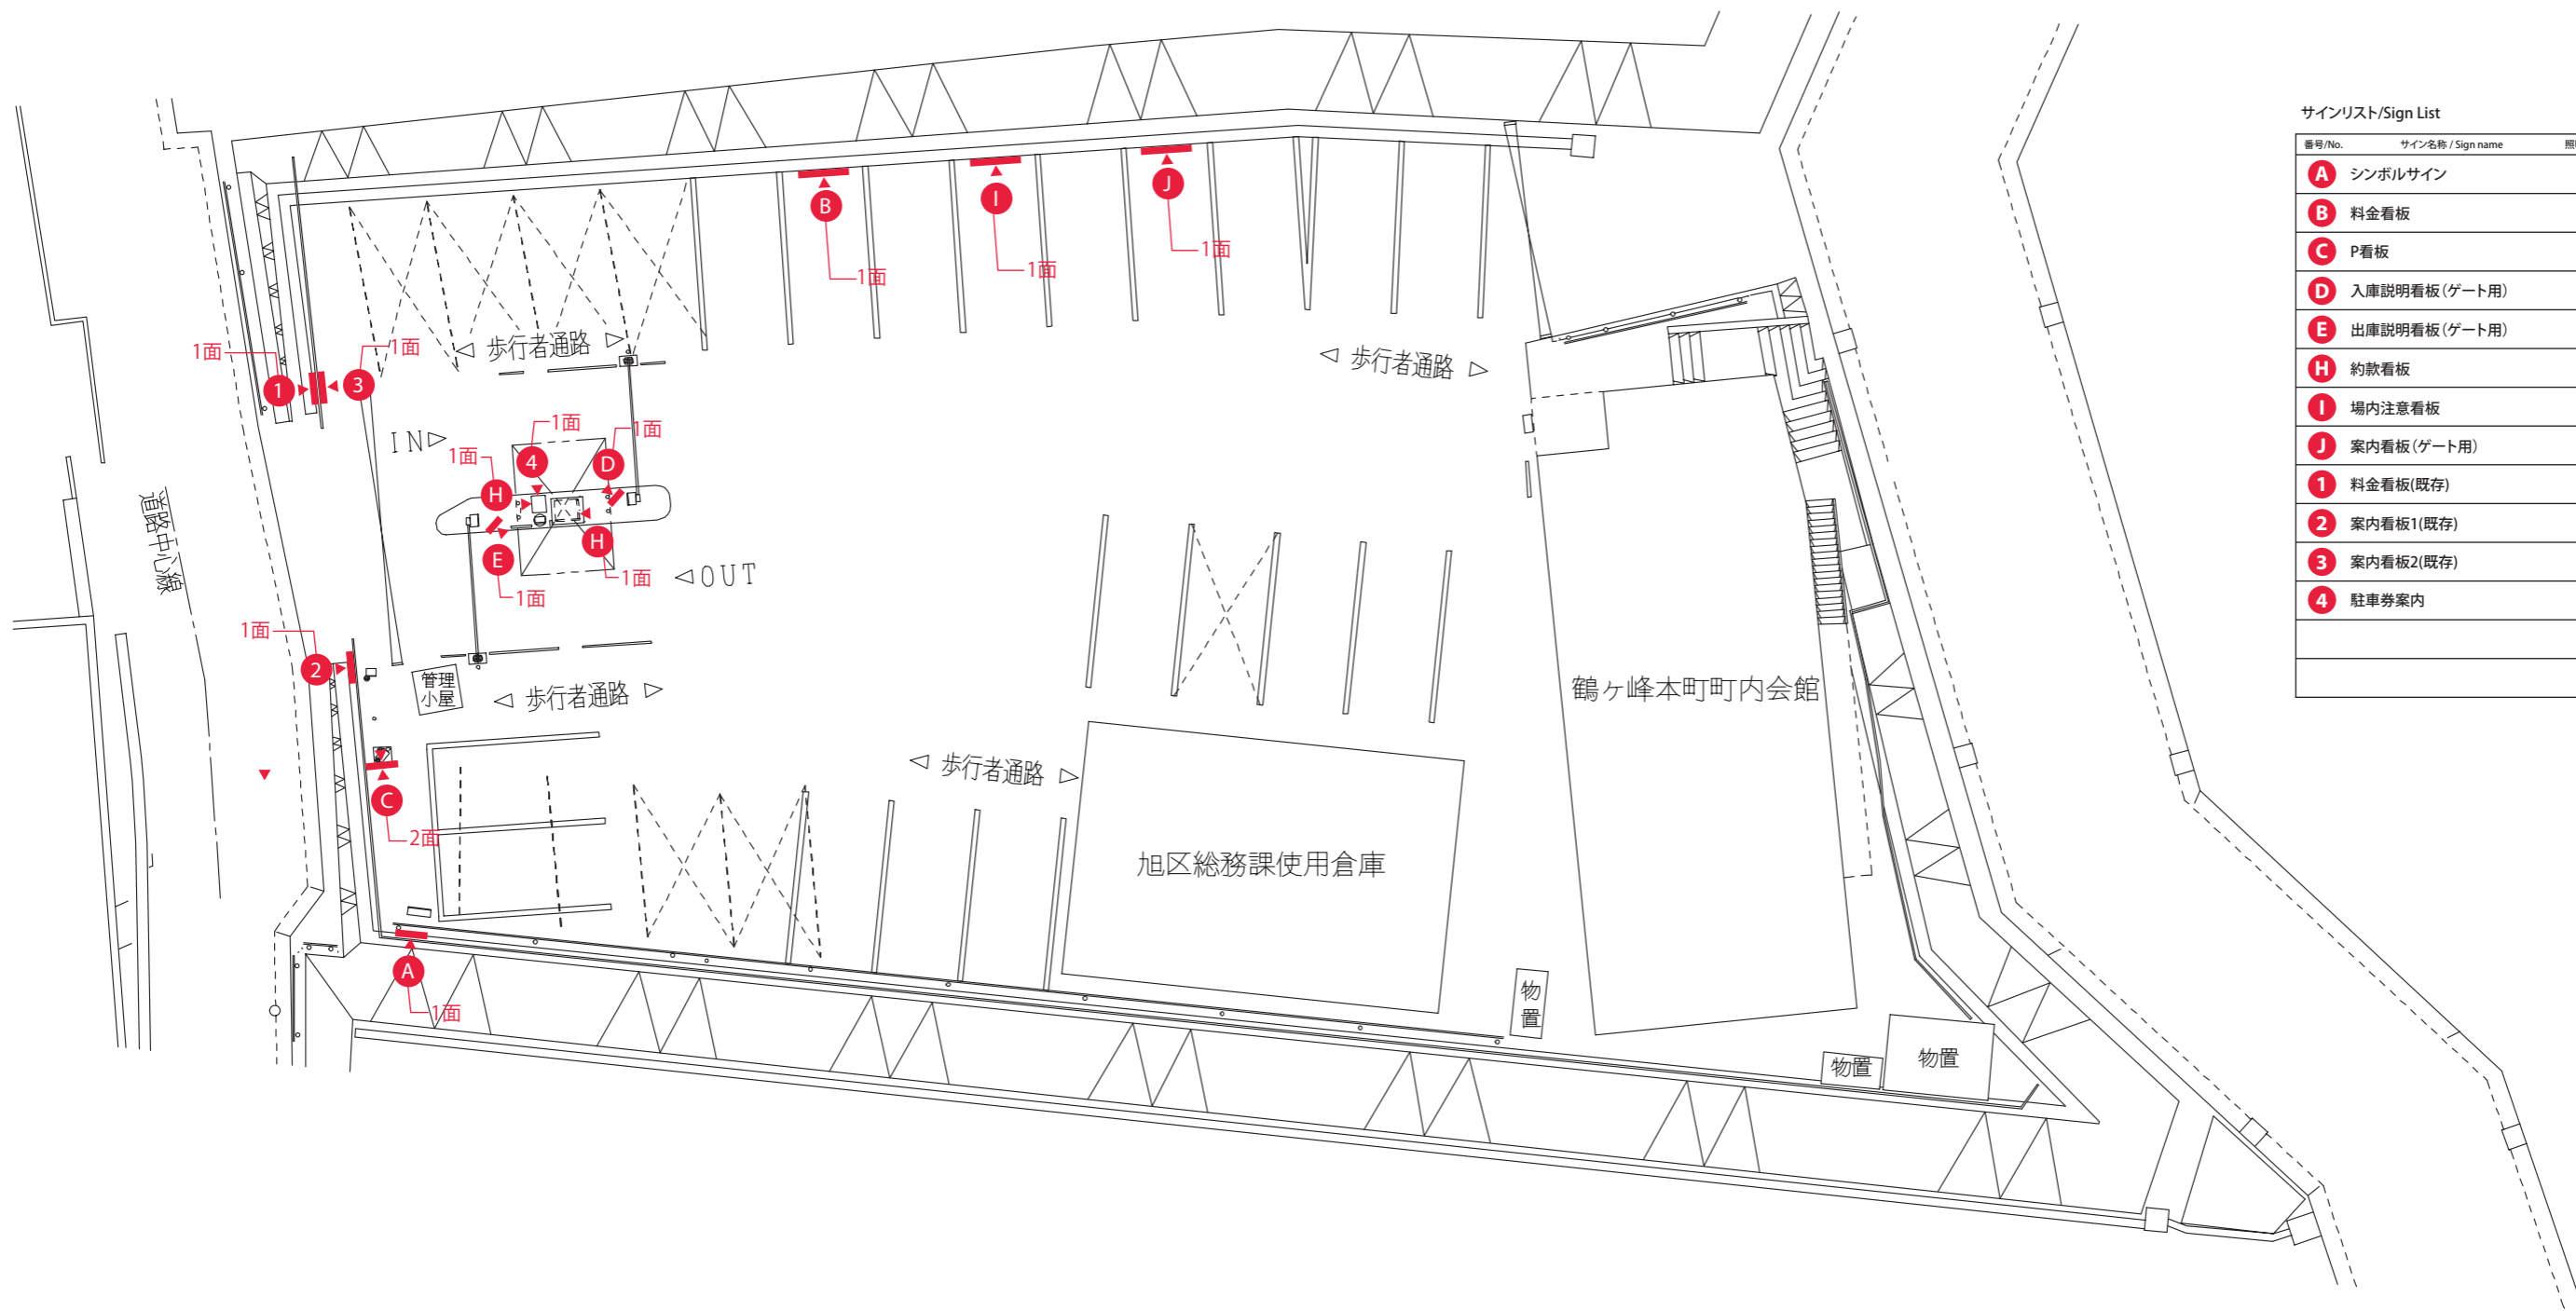 サインリスト/Sign List
番号/No. サイン名称 / Sign name
A シンボルサイン
B 料金看板
C P看板
D 入庫説明看板(ゲート用)
E 出庫説明看板(ゲート用)
H 約款看板
I 場内注意看板
J 案内看板(ゲート用)
1 料金看板(既存)
2 案内看板1(既存)
3 案内看板2(既存)
4 駐車券案内
J
1面
I
1面
B
1面
◁ 歩行者通路 ▷
◁ 歩行者通路 ▷
1面
1
3
1面
IN▷
1面
H
4
1面
D
1面
E
1面
H
1面
◁OUT
道路中心線
1面
2
管理
小屋
◁ 歩行者通路 ▷
C
2面
◁ 歩行者通路 ▷
旭区総務課使用倉庫
鶴ヶ峰本町町内会館
A
1面
物置
物置
物置